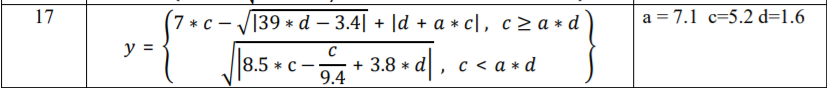 17
y = { 7 * c − √|39 * d − 3.4| + |d + a * c|, c ≥ a * d
√|8.5 * c − c/9.4 + 3.8 * d| , c < a * d }
a = 7.1 c=5.2 d=1.6